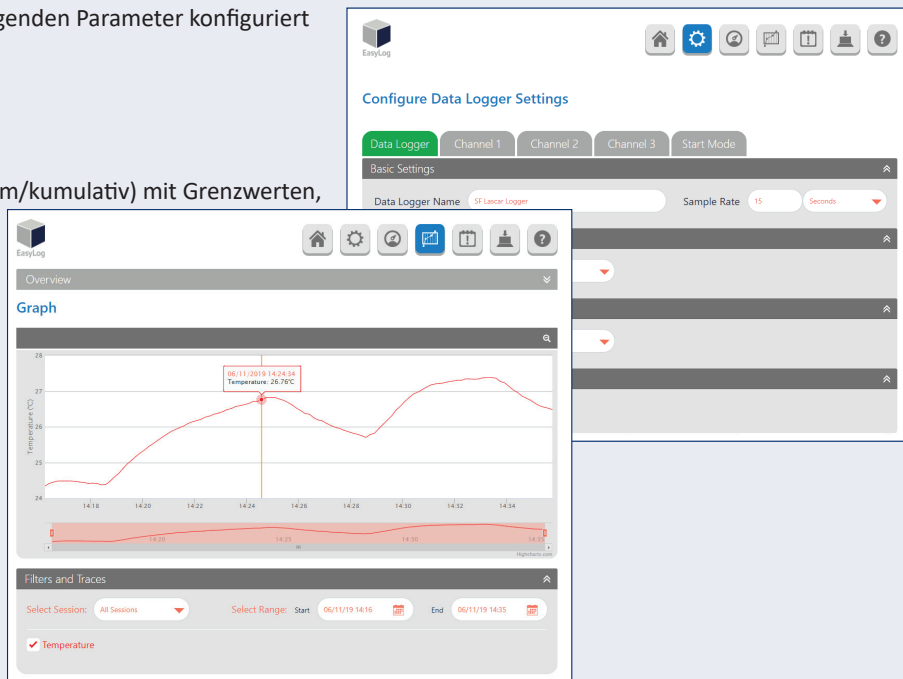 genden Parameter konfiguriert
m/kumulativ) mit Grenzwerten,
EasyLog
Configure Data Logger Settings
Data Logger Channel 1 Channel 2 Channel 3 Start Mode
Basic Settings
Data Logger Name SF Lascar Logger Sample Rate 15 Seconds
EasyLog
Overview
Graph
28
06/11/2019 14:24:34
Temperature: 26.76°C
27
26
25
24
Temperature (°C)
14:18 14:20 14:22 14:24 14:26 14:28 14:30 14:32 14:34
14:20 14:25 14:30 14:35
Highcharts.com
Filters and Traces
Select Session: All Sessions Select Range: Start 06/11/19 14:16 End 06/11/19 14:35
Temperature